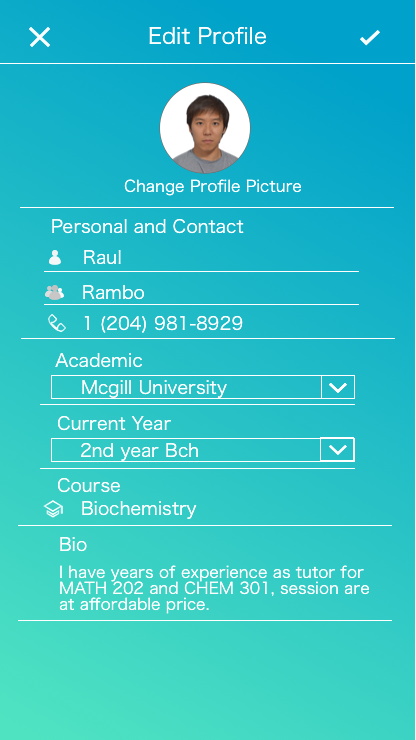 Edit Profile
Change Profile Picture
Personal and Contact
Raul
Rambo
1 (204) 981-8929
Academic
Mcgill University
Current Year
2nd year Bch
Course
Biochemistry
Bio
I have years of experience as tutor for
MATH 202 and CHEM 301, session are
at affordable price.